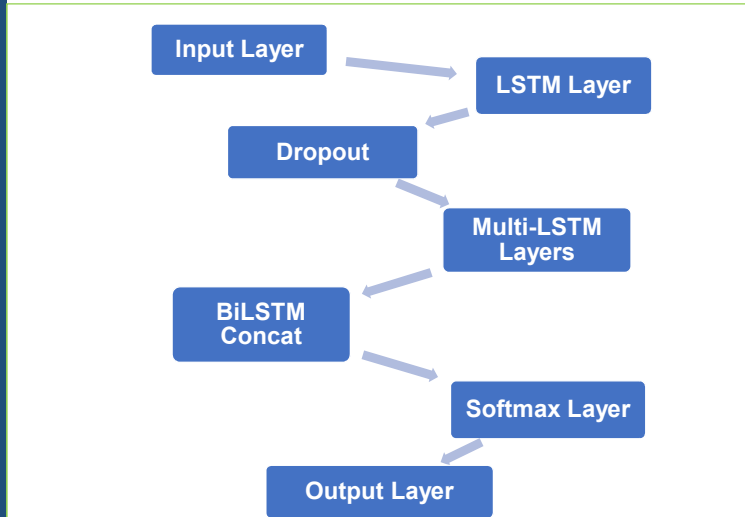 Input Layer
LSTM Layer
Dropout
Multi-LSTM
Layers
BiLSTM
Concat
Softmax Layer
Output Layer